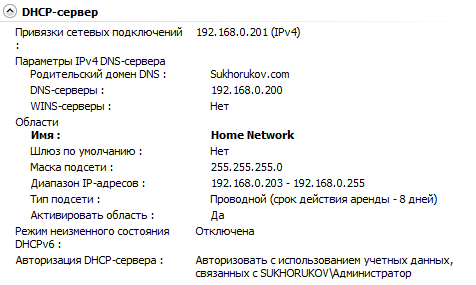 DHCP-сервер
Привязки сетевых подключений : 192.168.0.201 (IPv4)
Параметры IPv4 DNS-сервера
Родительский домен DNS : Sukhorukov.com
DNS-серверы : 192.168.0.200
WINS-серверы : Нет
Области
Имя : Home Network
Шлюз по умолчанию : Нет
Маска подсети : 255.255.255.0
Диапазон IP-адресов : 192.168.0.203 - 192.168.0.255
Тип подсети : Проводной (срок действия аренды - 8 дней)
Активировать область : Да
Режим неизменного состояния DHCPv6 : Отключена
Авторизация DHCP-сервера : Авторизовать с использованием учетных данных,
связанных с SUKHORUKOV\Администратор